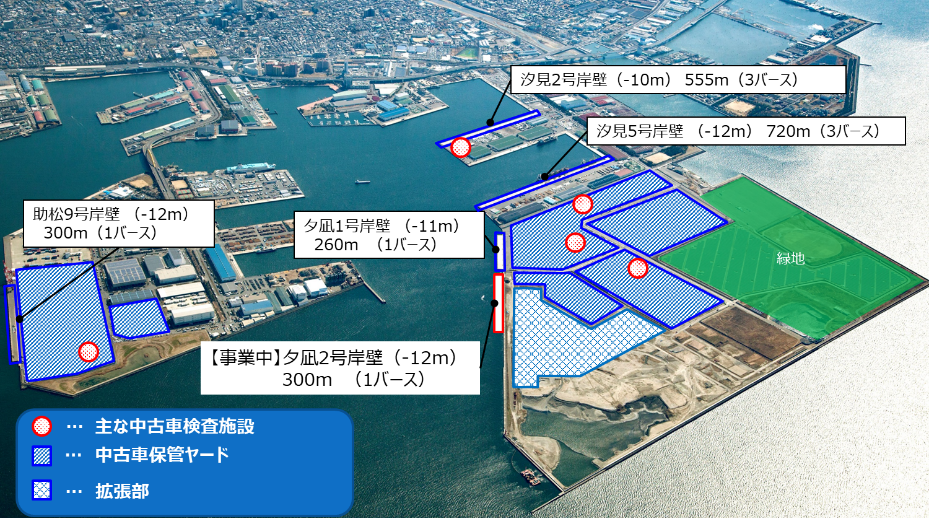 汐見2号岸壁 (-10m) 555m(3バース)
汐見5号岸壁 (-12m) 720m(3バース)
助松9号岸壁 (-12m)
300m(1バース)
夕凪1号岸壁 (-11m)
260m (1バース)
緑地
【事業中】夕凪2号岸壁(-12m)
300m (1バース)
… 主な中古車検査施設
… 中古車保管ヤード
… 拡張部